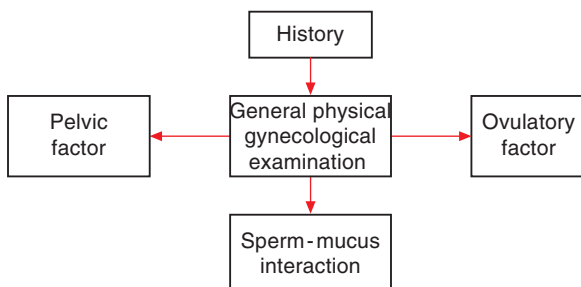 History
General physical
gynecological
examination
Pelvic
factor
Ovulatory
factor
Sperm-mucus
interaction